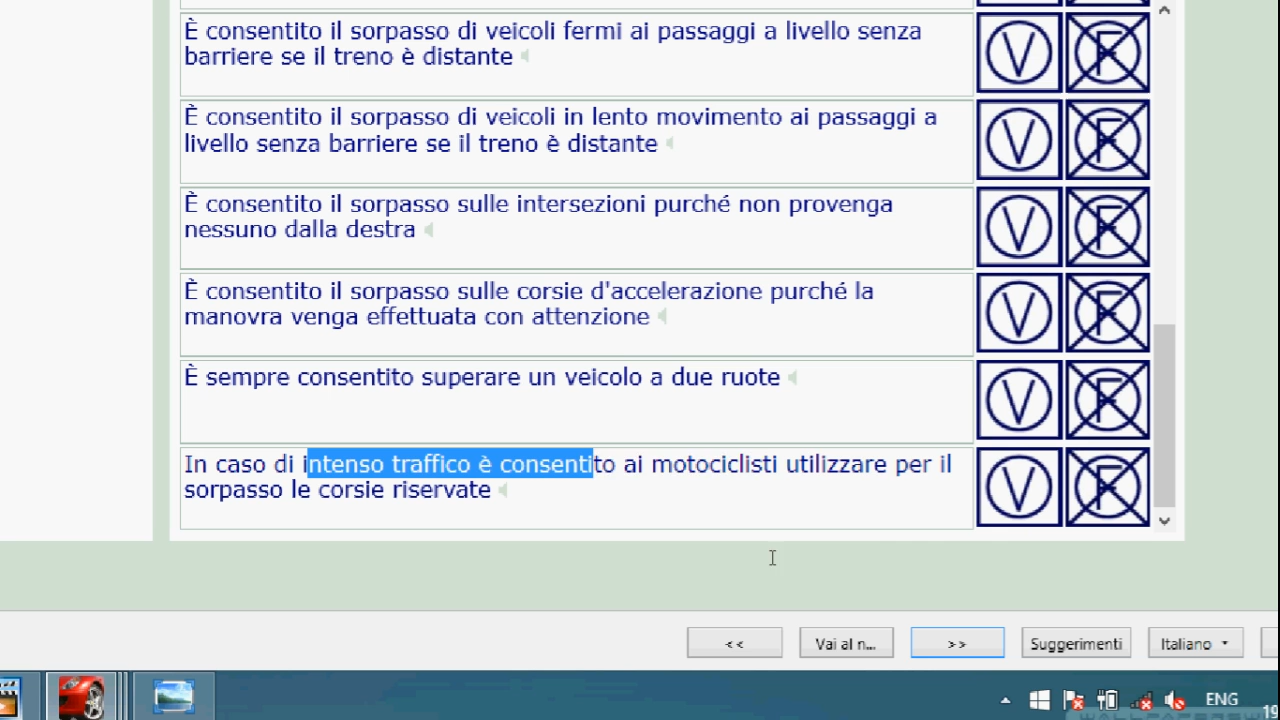 È consentito il sorpasso di veicoli fermi ai passaggi a livello senza
barriere se il treno è distante
V F
È consentito il sorpasso di veicoli in lento movimento ai passaggi a
livello senza barriere se il treno è distante
V F
È consentito il sorpasso sulle intersezioni purché non provenga
nessuno dalla destra
V F
È consentito il sorpasso sulle corsie d'accelerazione purché la
manovra venga effettuata con attenzione
V F
È sempre consentito superare un veicolo a due ruote
V F
In caso di intenso traffico è consentito ai motociclisti utilizzare per il
sorpasso le corsie riservate
V F
<< Vai al n... >> Suggerimenti Italiano
ENG
19